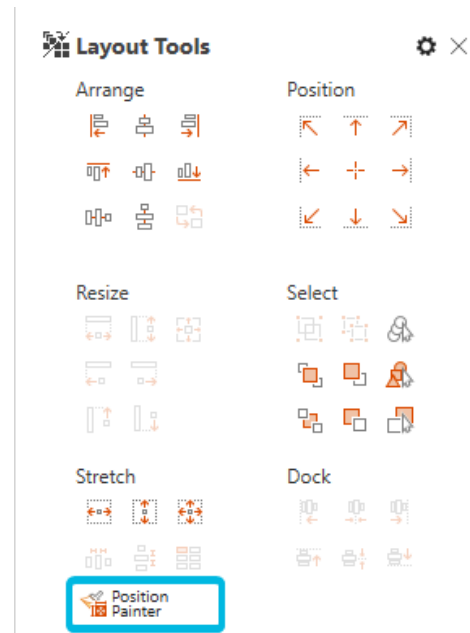 Layout Tools
Arrange
Position
Resize
Select
Stretch
Dock
Position
Painter